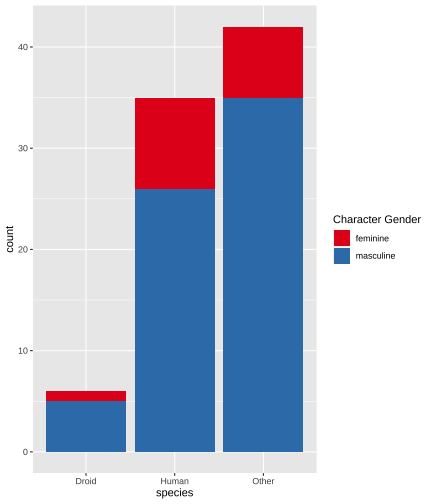 40
30
20
10
0
count
Droid Human Other
species
Character Gender
feminine
masculine